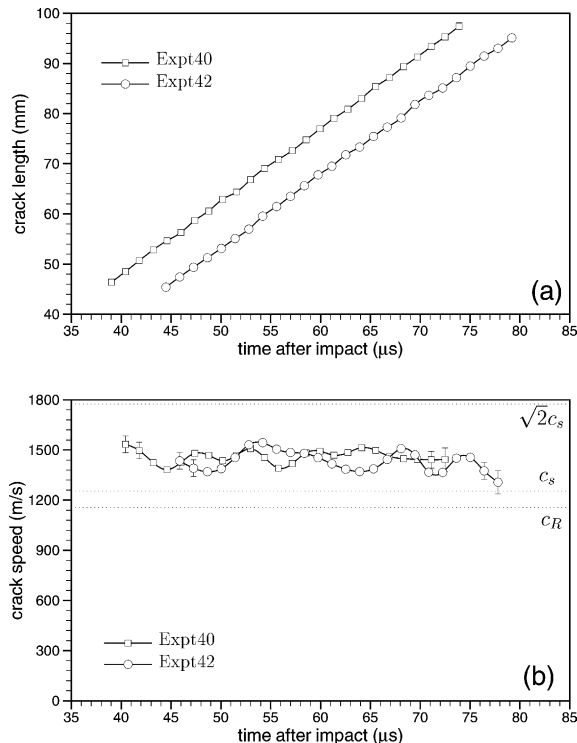 100
90
80
70
60
50
40
crack length (mm)
Expt40
Expt42
(a)
35 40 45 50 55 60 65 70 75 80 85
time after impact (μs)
1800
1500
1200
900
600
300
0
crack speed (m/s)
√2cₛ
cₛ
c_R
Expt40
Expt42
(b)
35 40 45 50 55 60 65 70 75 80 85
time after impact (μs)